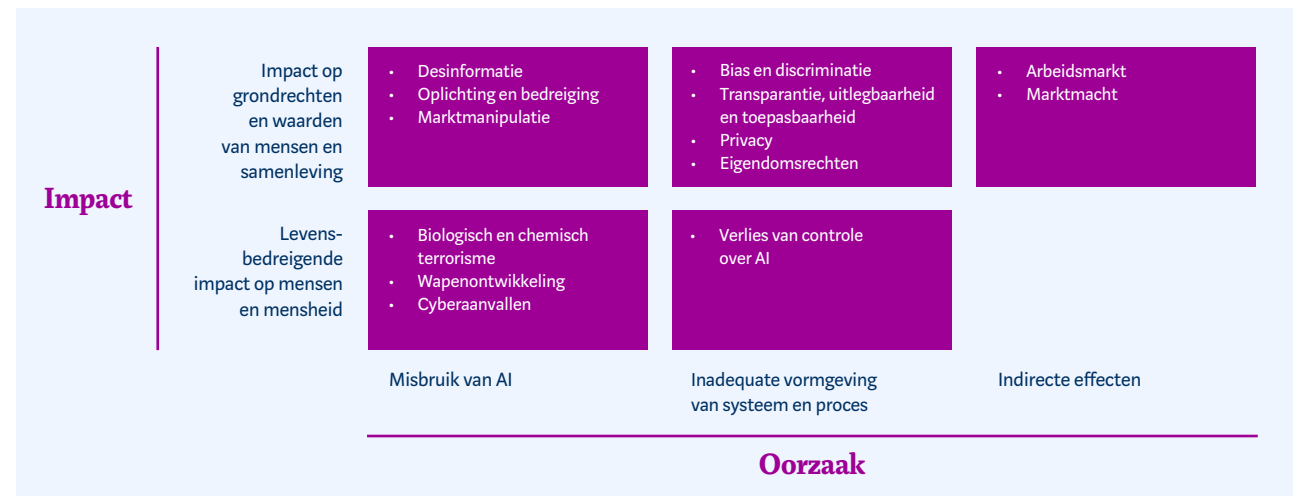 Impact
Impact op
grondrechten
en waarden
van mensen en
samenleving
• Desinformatie
• Oplichting en bedreiging
• Marktmanipulatie
• Bias en discriminatie
• Transparantie, uitlegbaarheid
en toepasbaarheid
• Privacy
• Eigendomsrechten
• Arbeidsmarkt
• Marktmacht
Levens-
bedreigende
impact op mensen
en mensheid
• Biologisch en chemisch
terrorisme
• Wapenontwikkeling
• Cyberaanvallen
• Verlies van controle
over AI
Misbruik van AI
Inadequate vormgeving
van systeem en proces
Indirecte effecten
Oorzaak